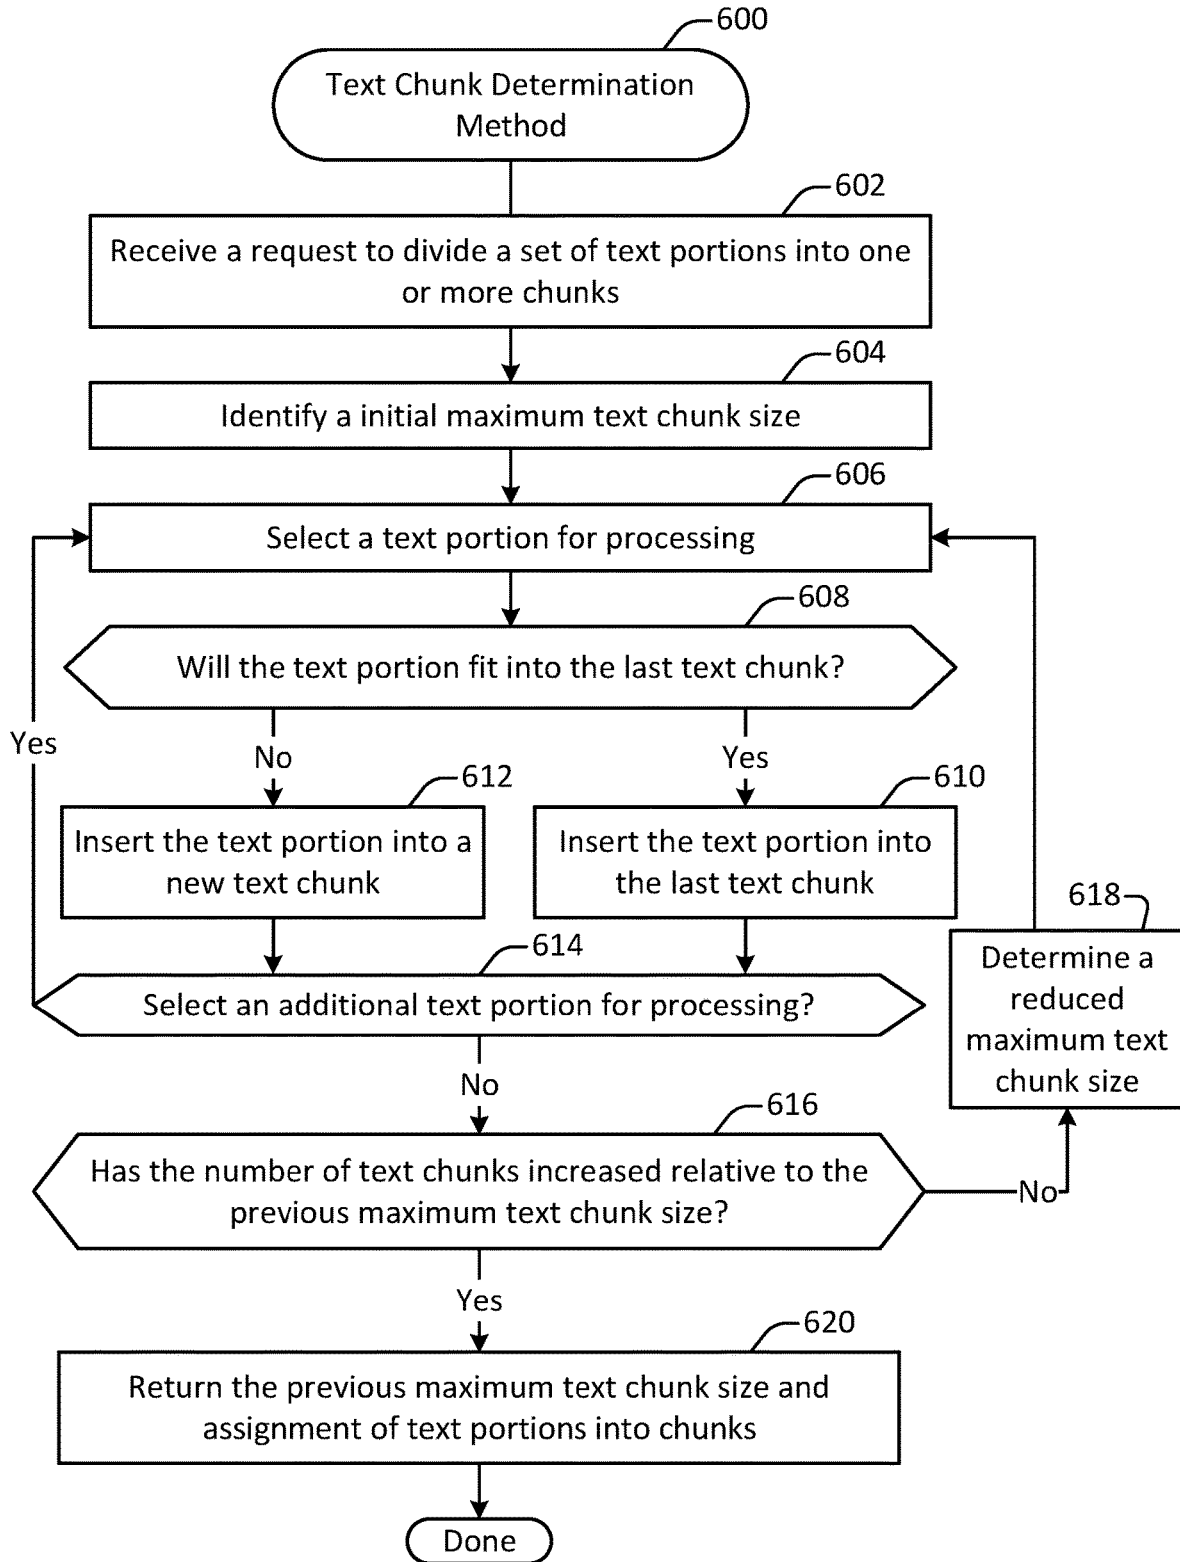 600
Text Chunk Determination
Method
602
Receive a request to divide a set of text portions into one
or more chunks
604
Identify a initial maximum text chunk size
606
Select a text portion for processing
608
Will the text portion fit into the last text chunk?
Yes
No
Yes
612
610
Insert the text portion into a
new text chunk
Insert the text portion into
the last text chunk
618
Determine a
reduced
maximum text
chunk size
614
Select an additional text portion for processing?
No
616
Has the number of text chunks increased relative to the
previous maximum text chunk size?
No
Yes
620
Return the previous maximum text chunk size and
assignment of text portions into chunks
Done